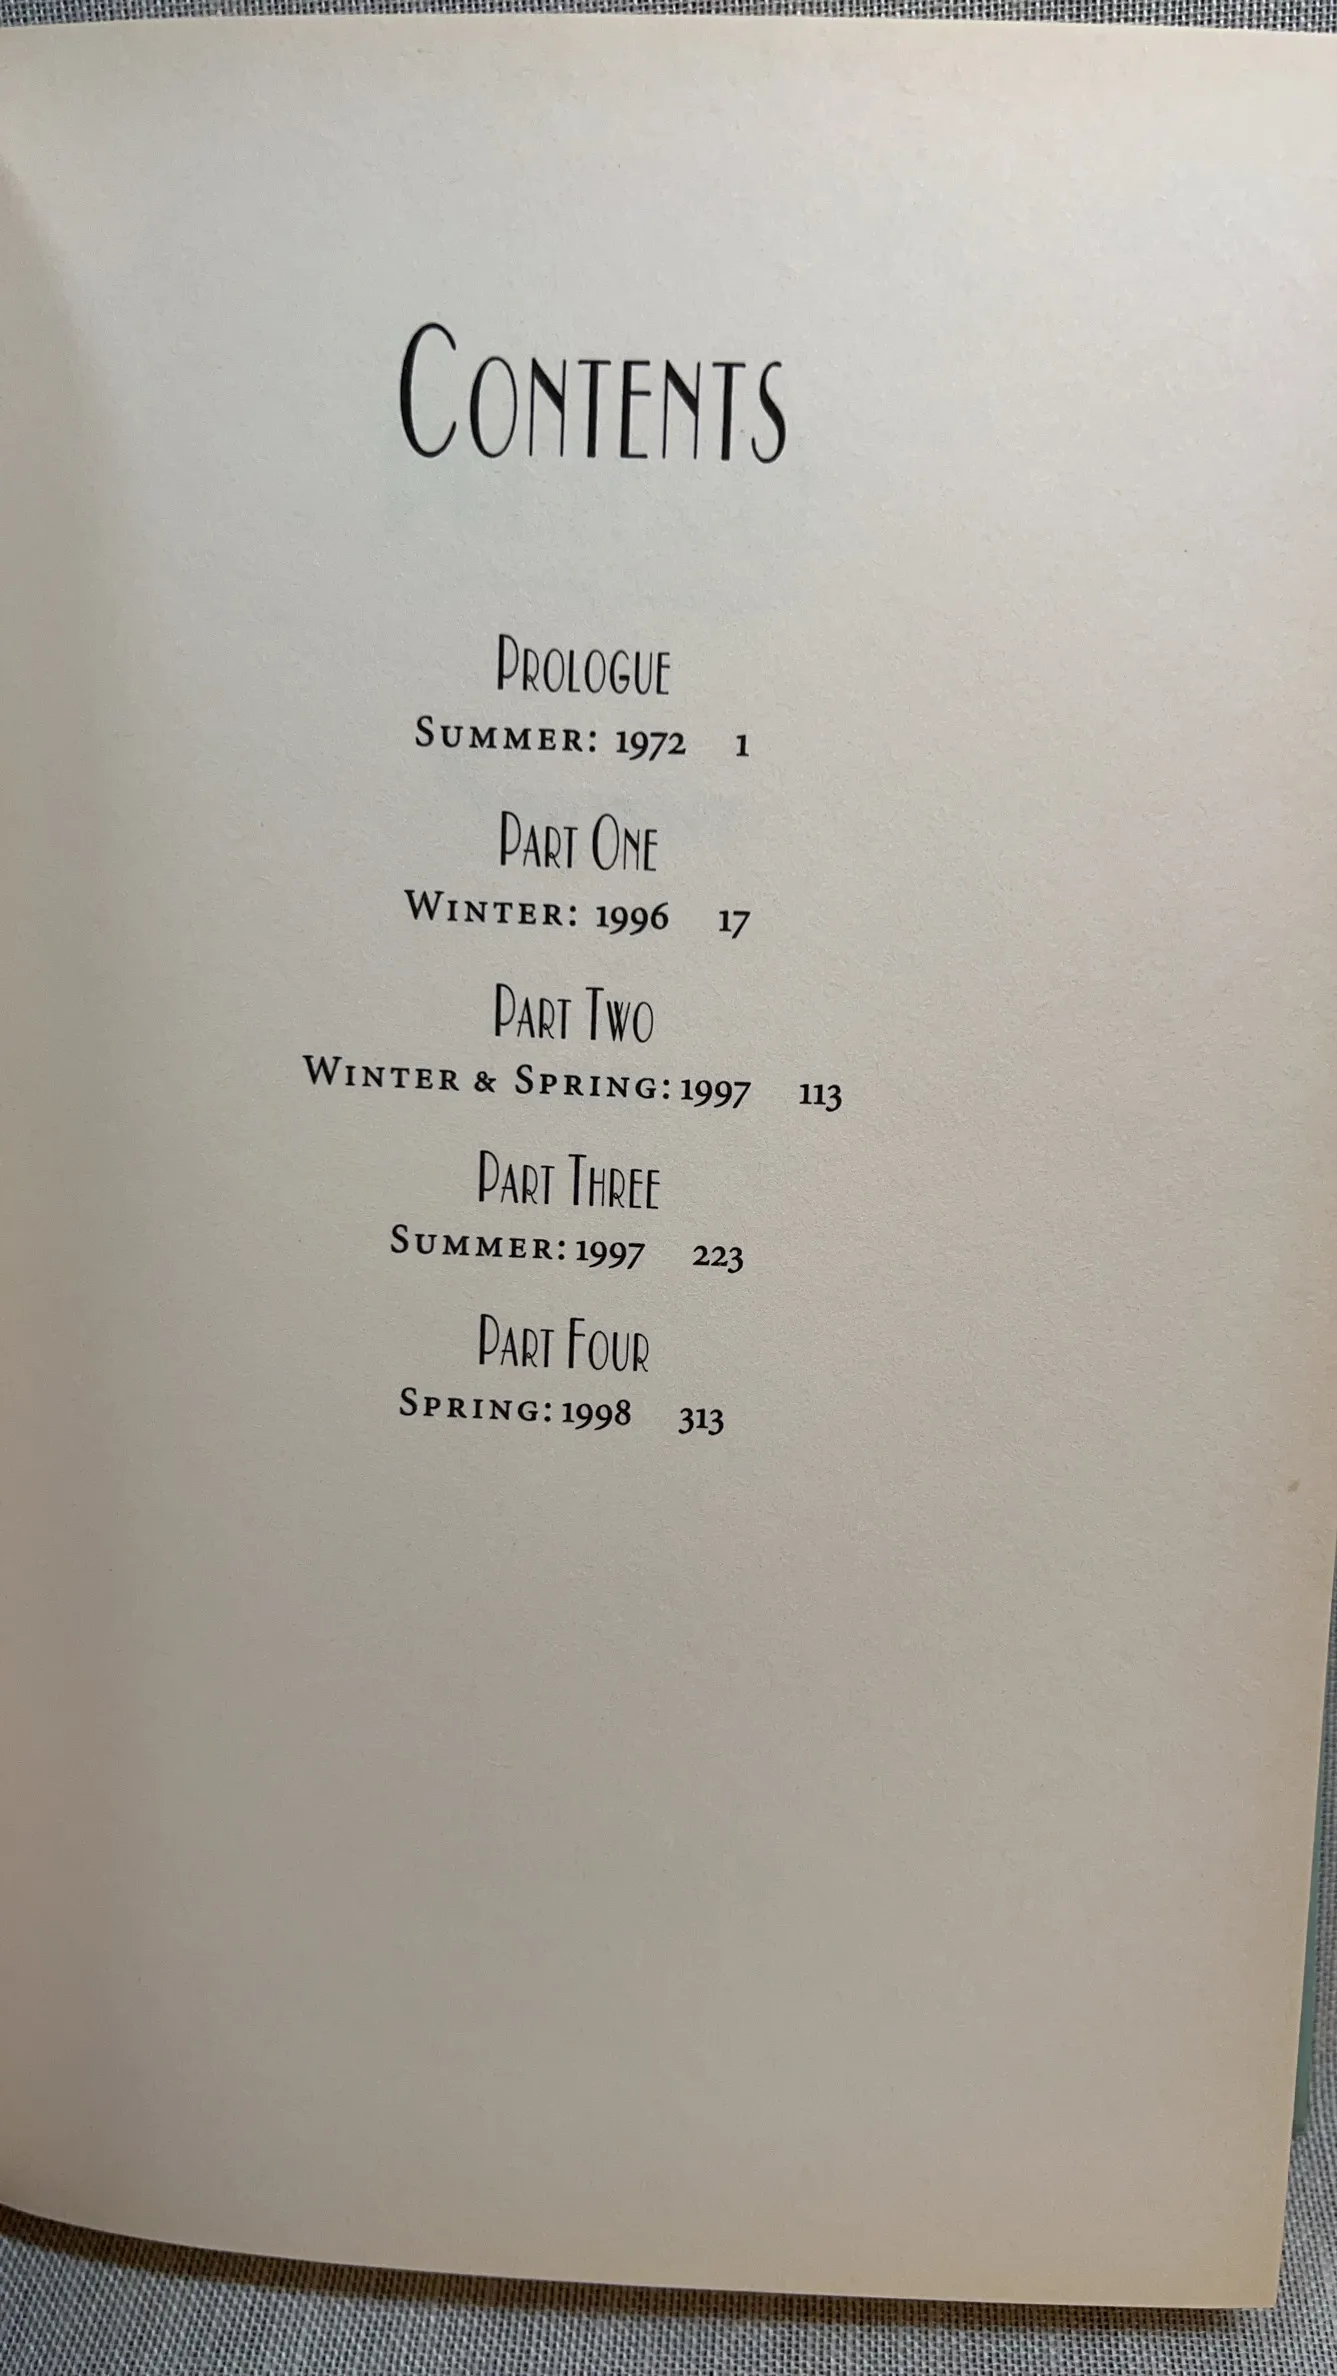 Contents
Prologue
Summer: 1972 1
Part One
Winter: 1996 17
Part Two
Winter & Spring: 1997 113
Part Three
Summer: 1997 223
Part Four
Spring: 1998 313